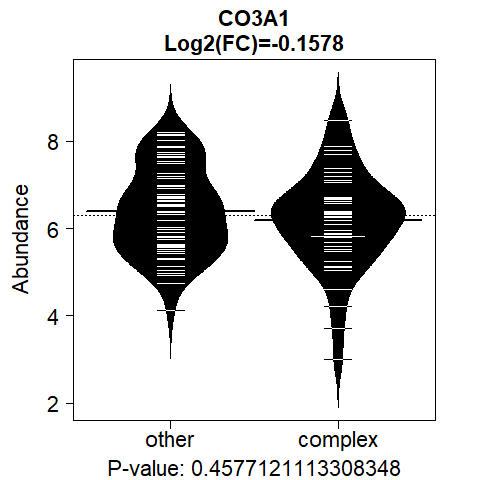 CO3A1
Log2(FC)=-0.1578
Abundance
8
6
4
2
other complex
P-value: 0.4577121113308348